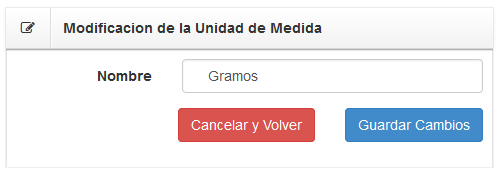 Modificacion de la Unidad de Medida
Nombre
Gramos
Cancelar y Volver
Guardar Cambios